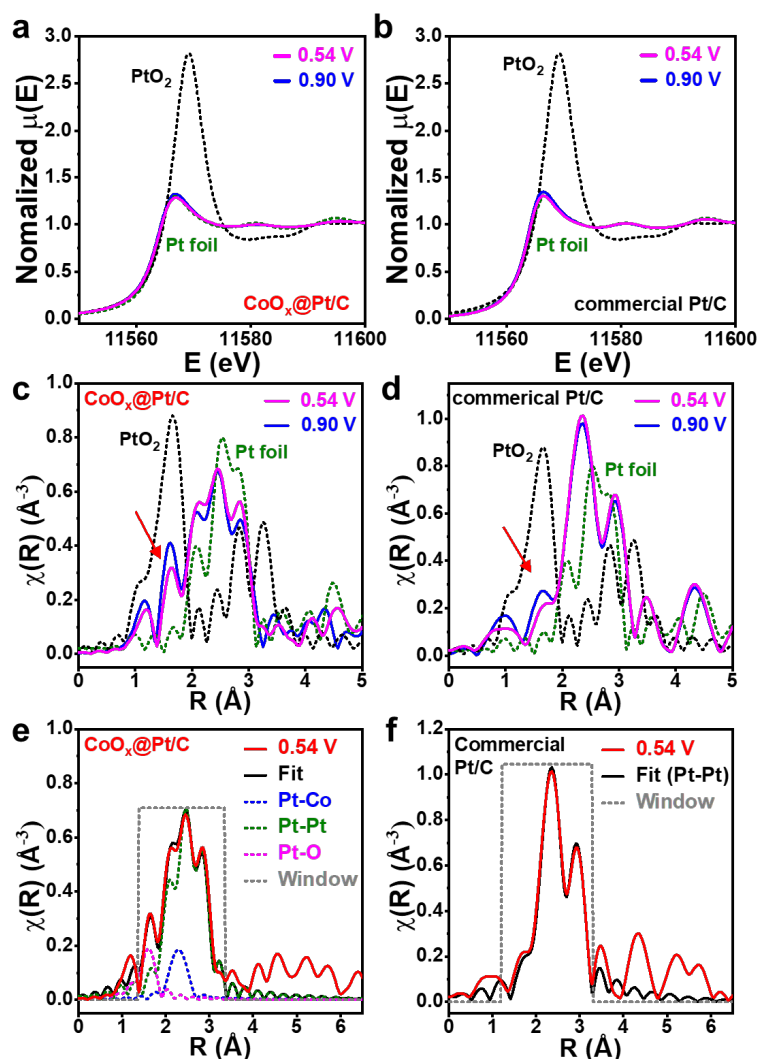 a
3.0
2.5
2.0
1.5
1.0
0.5
0.0
Nomalized μ(E)
PtO₂
0.54 V
0.90 V
Pt foil
CoOₓ@Pt/C
11560 11580 11600
E (eV)
b
3.0
2.5
2.0
1.5
1.0
0.5
0.0
Nomalized μ(E)
PtO₂
0.54 V
0.90 V
Pt foil
commercial Pt/C
11560 11580 11600
E (eV)
c
1.0
0.8
0.6
0.4
0.2
0.0
χ(R) (Å⁻³)
CoOₓ@Pt/C
0.54 V
0.90 V
PtO₂
Pt foil
0 1 2 3 4 5
R (Å)
d
1.0
0.8
0.6
0.4
0.2
0.0
χ(R) (Å⁻³)
commerical Pt/C
0.54 V
0.90 V
PtO₂
Pt foil
0 1 2 3 4 5
R (Å)
e
1.0
0.8
0.6
0.4
0.2
0.0
χ(R) (Å⁻³)
CoOₓ@Pt/C
0.54 V
Fit
Pt-Co
Pt-Pt
Pt-O
Window
0 1 2 3 4 5 6
R (Å)
f
1.2
1.0
0.8
0.6
0.4
0.2
0.0
χ(R) (Å⁻³)
Commercial
Pt/C
0.54 V
Fit (Pt-Pt)
Window
0 1 2 3 4 5 6
R (Å)